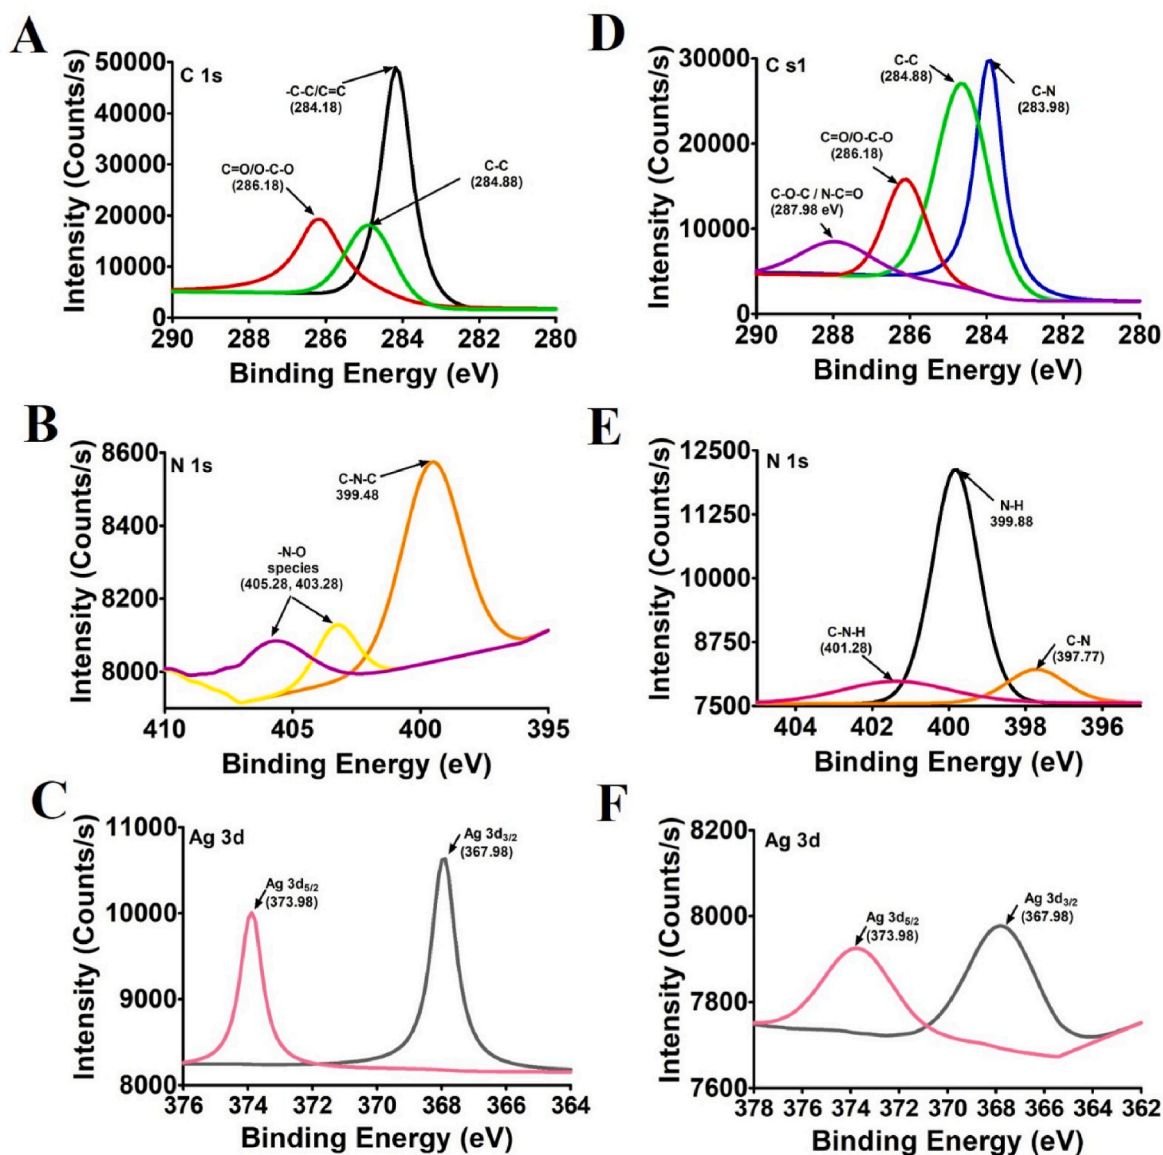 A
Intensity (Counts/s)
50000
40000
30000
20000
10000
0
C 1s
-C-C/C=C
(284.18)
C=O/O-C-O
(286.18)
C-C
(284.88)
290 288 286 284 282 280
Binding Energy (eV)
D
Intensity (Counts/s)
30000
20000
10000
0
C s1
C-C
(284.88)
C-N
(283.98)
C=O/O-C-O
(286.18)
C-O-C / N-C=O
(287.98 eV)
290 288 286 284 282 280
Binding Energy (eV)
B
Intensity (Counts/s)
8600
8400
8200
8000
N 1s
C-N-C
399.48
-N-O
species
(405.28, 403.28)
410 405 400 395
Binding Energy (eV)
E
Intensity (Counts/s)
12500
11250
10000
8750
7500
N 1s
N-H
399.88
C-N-H
(401.28)
C-N
(397.77)
404 402 400 398 396
Binding Energy (eV)
C
Intensity (Counts/s)
11000
10000
9000
8000
Ag 3d
Ag 3d3/2
(367.98)
Ag 3d5/2
(373.98)
376 374 372 370 368 366 364
Binding Energy (eV)
F
Intensity (Counts/s)
8200
8000
7800
7600
Ag 3d
Ag 3d5/2
(373.98)
Ag 3d3/2
(367.98)
378 376 374 372 370 368 366 364 362
Binding Energy (eV)